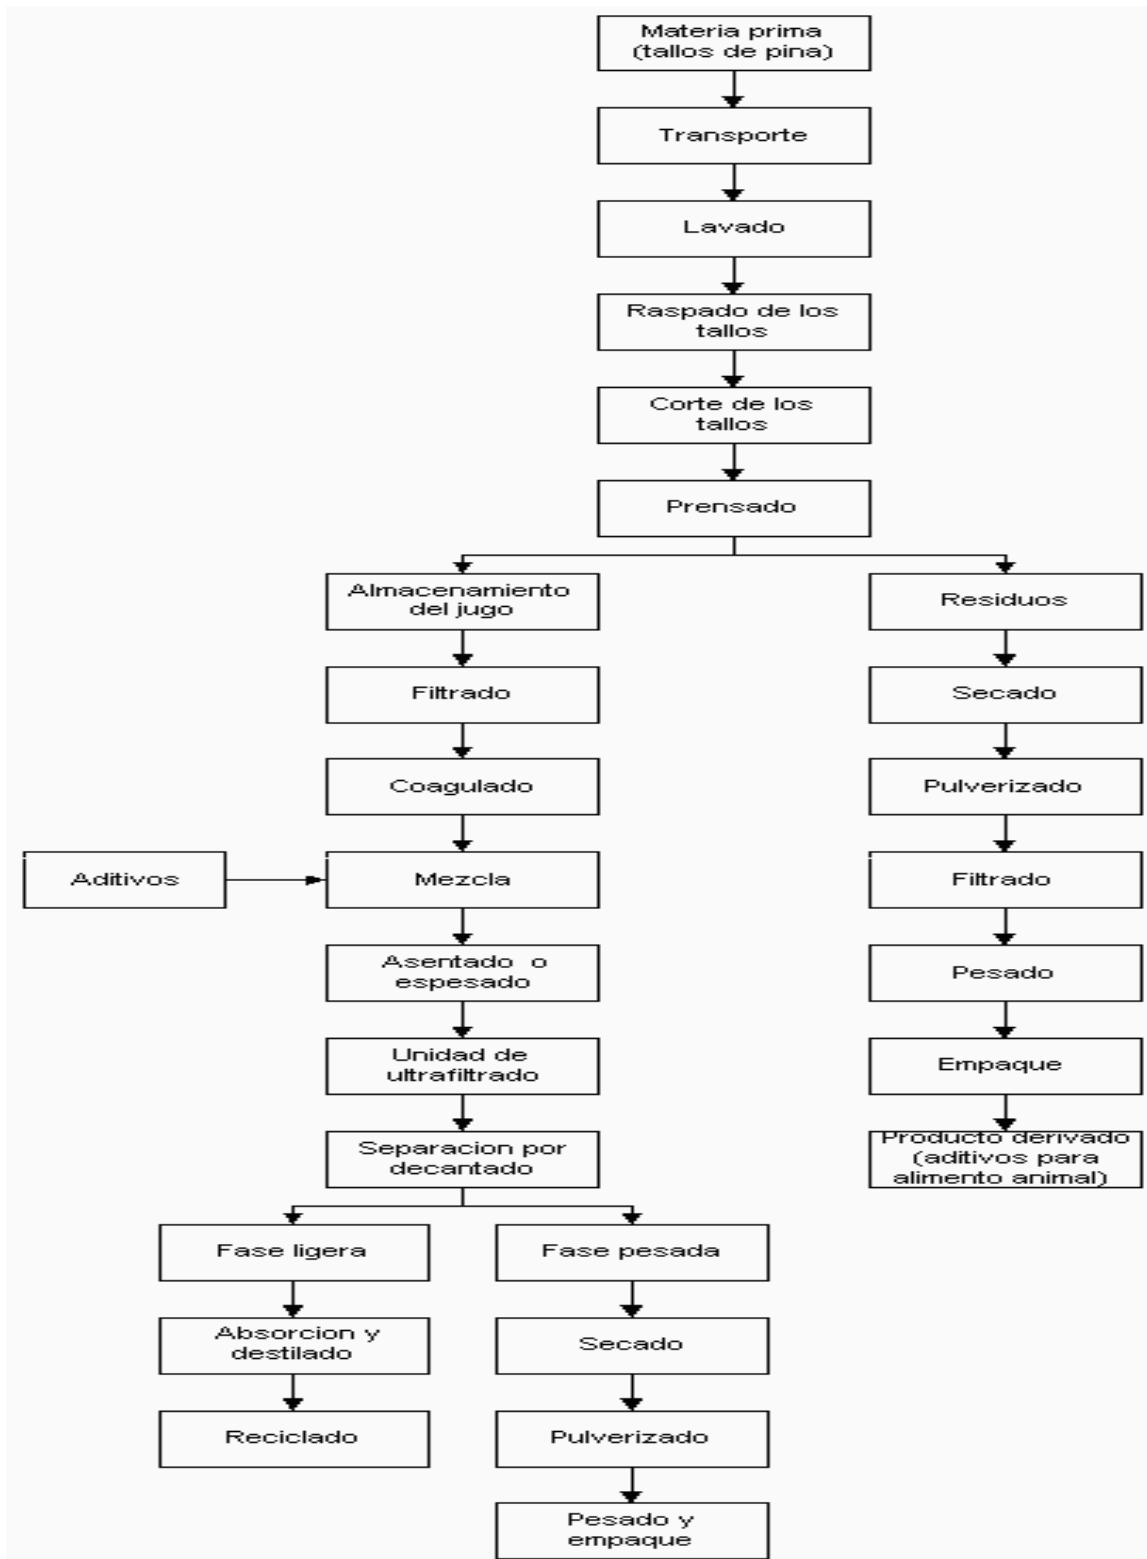 Materia prima
(tallos de pina)
Transporte
Lavado
Raspado de los
tallos
Corte de los
tallos
Prensado
Almacenamiento
del jugo
Residuos
Filtrado
Secado
Coagulado
Pulverizado
Aditivos
Mezcla
Filtrado
Asentado o
espesado
Pesado
Unidad de
ultrafiltrado
Empaque
Separacion por
decantado
Producto derivado
(aditivos para
alimento animal)
Fase ligera
Fase pesada
Absorcion y
destilado
Secado
Reciclado
Pulverizado
Pesado y
empaque